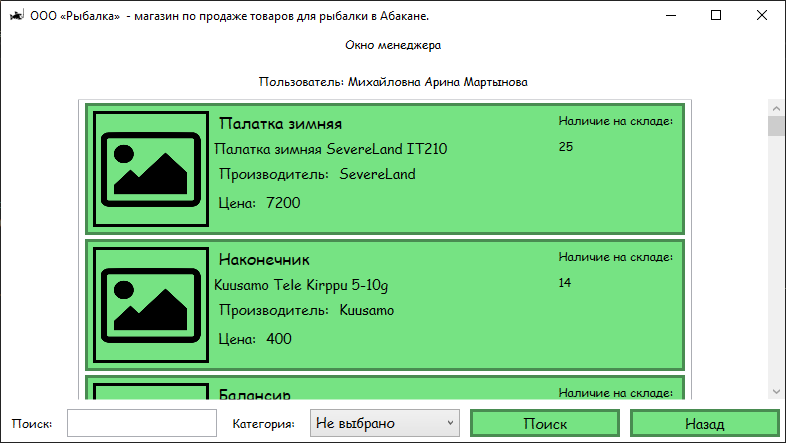 ООО «Рыбалка»  - магазин по продаже товаров для рыбалки в Абакане.
Окно менеджера
Пользователь: Михайловна Арина Мартынова
Палатка зимняя
Наличие на складе:
Палатка зимняя SevereLand IT210
25
Производитель: SevereLand
Цена: 7200
Наконечник
Наличие на складе:
Kuusamo Tele Kirppu 5-10g
14
Производитель: Kuusamo
Цена: 400
Балансир
Наличие на складе:
Поиск:
Категория:
Не выбрано
Поиск
Назад